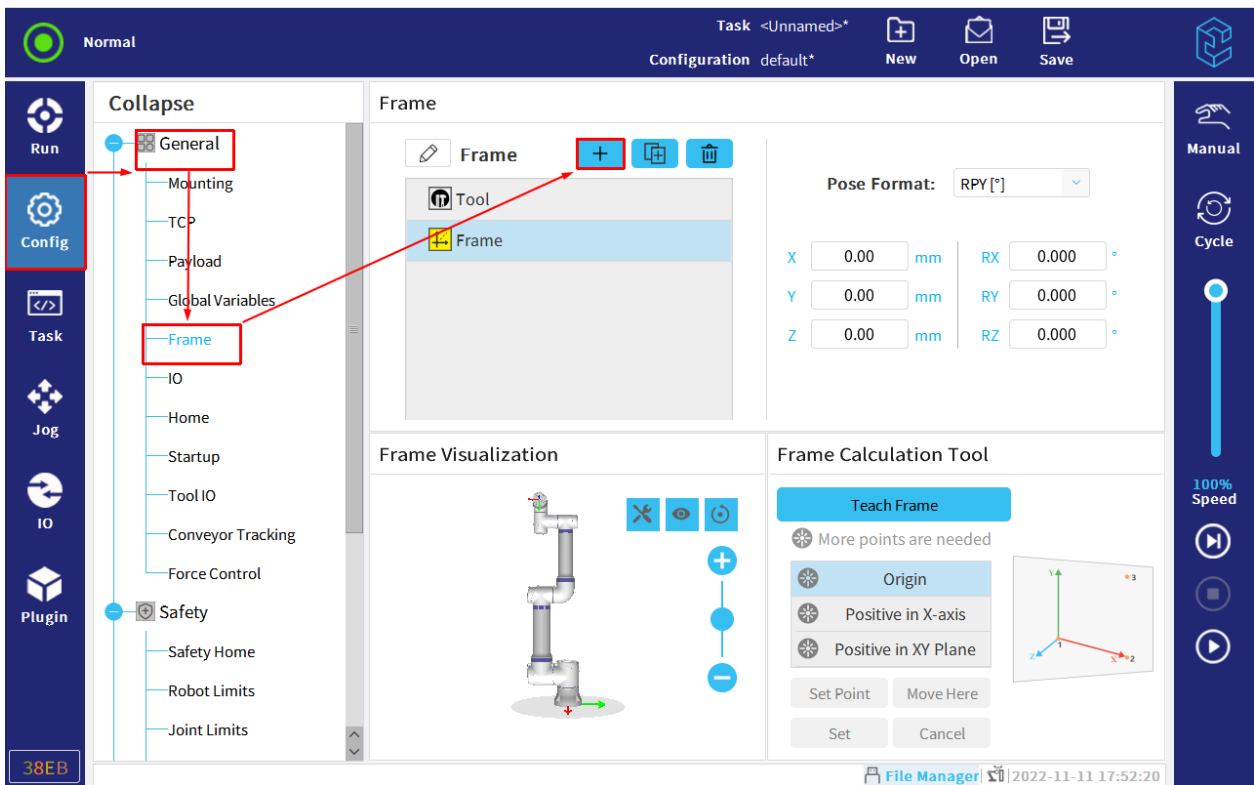 Normal
Task <Unnamed>*
Configuration default*
New
Open
Save
Run
Config
Task
Jog
IO
Plugin
38EB
Collapse
General
Mounting
TCP
Payload
Global Variables
Frame
IO
Home
Startup
Tool IO
Conveyor Tracking
Force Control
Safety
Safety Home
Robot Limits
Joint Limits
Frame
Frame
Tool
Frame
Pose Format: RPY[°]
X 0.00 mm RX 0.000 °
Y 0.00 mm RY 0.000 °
Z 0.00 mm RZ 0.000 °
Frame Visualization
Frame Calculation Tool
Teach Frame
More points are needed
Origin
Positive in X-axis
Positive in XY Plane
Y
3
1
Z
X
2
Set Point
Move Here
Set
Cancel
Manual
Cycle
100%
Speed
File Manager
2022-11-11 17:52:20